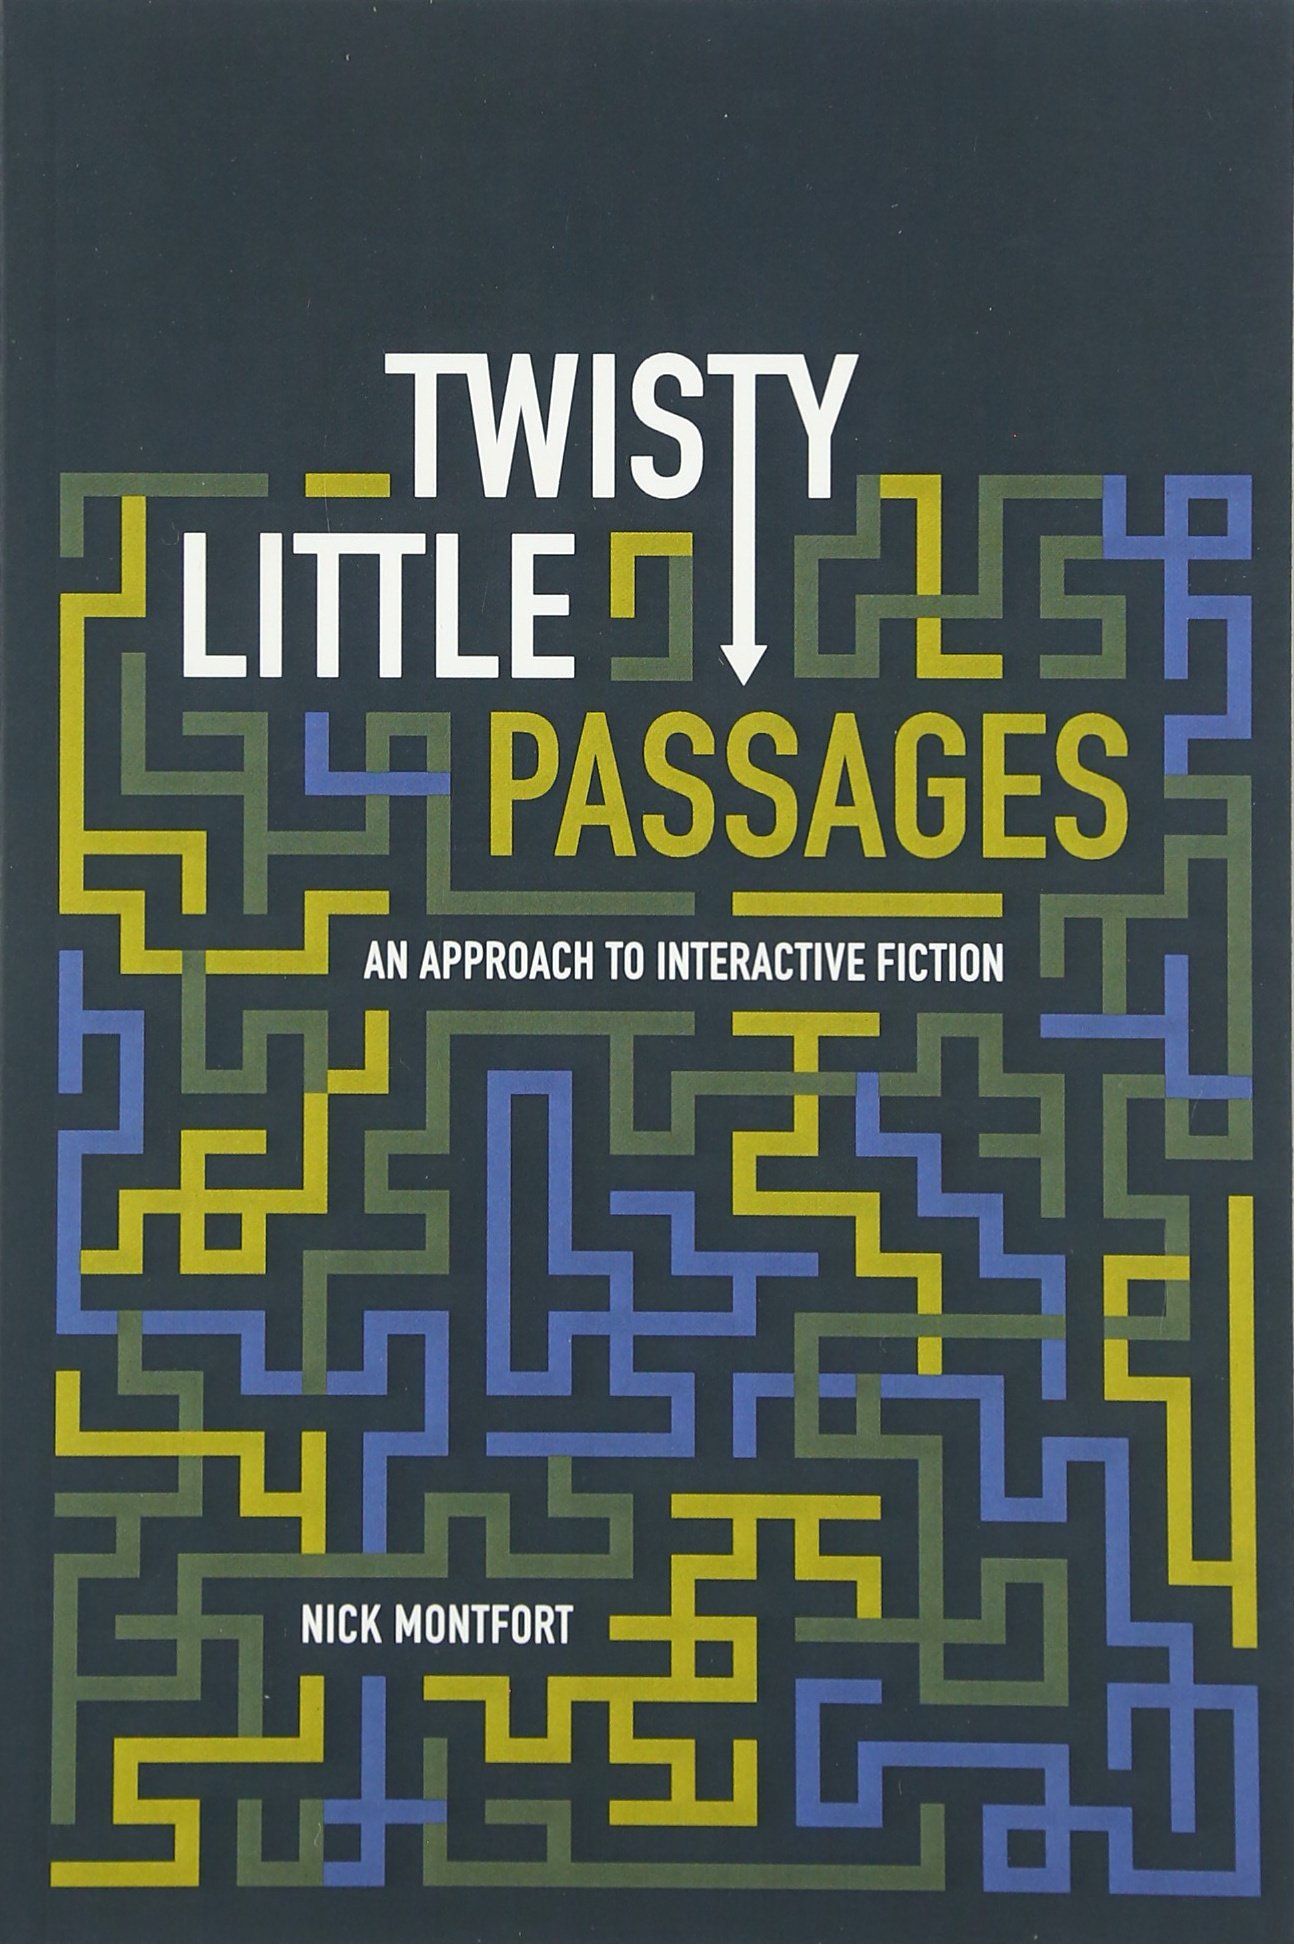 TWISTY
LITTLE
PASSAGES
AN APPROACH TO INTERACTIVE FICTION
NICK MONTFORT